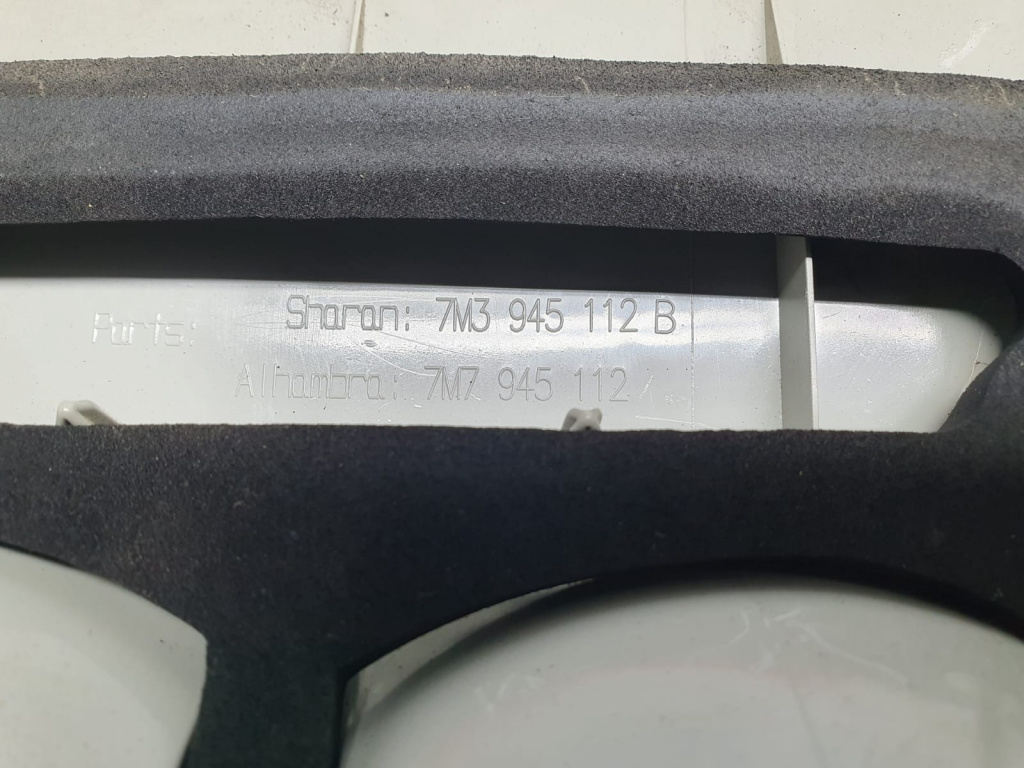 Parts:
Sharan: 7M3 945 112 B
Alhambra: 7M7 945 112